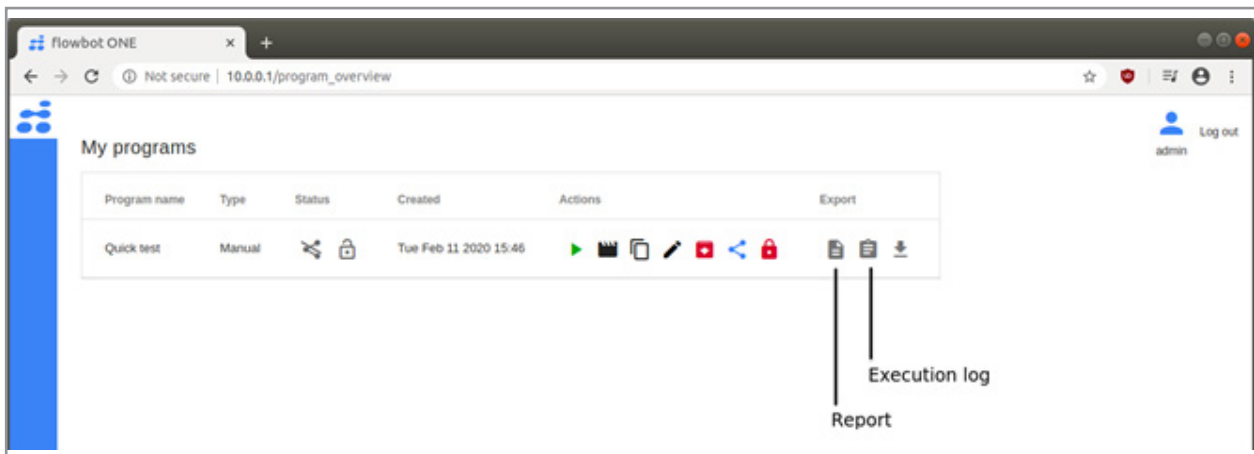 flowbot ONE
Not secure | 10.0.0.1/program_overview
My programs
admin
Log out
Program name Type Status Created Actions Export
Quick test Manual Tue Feb 11 2020 15:46
Execution log
Report